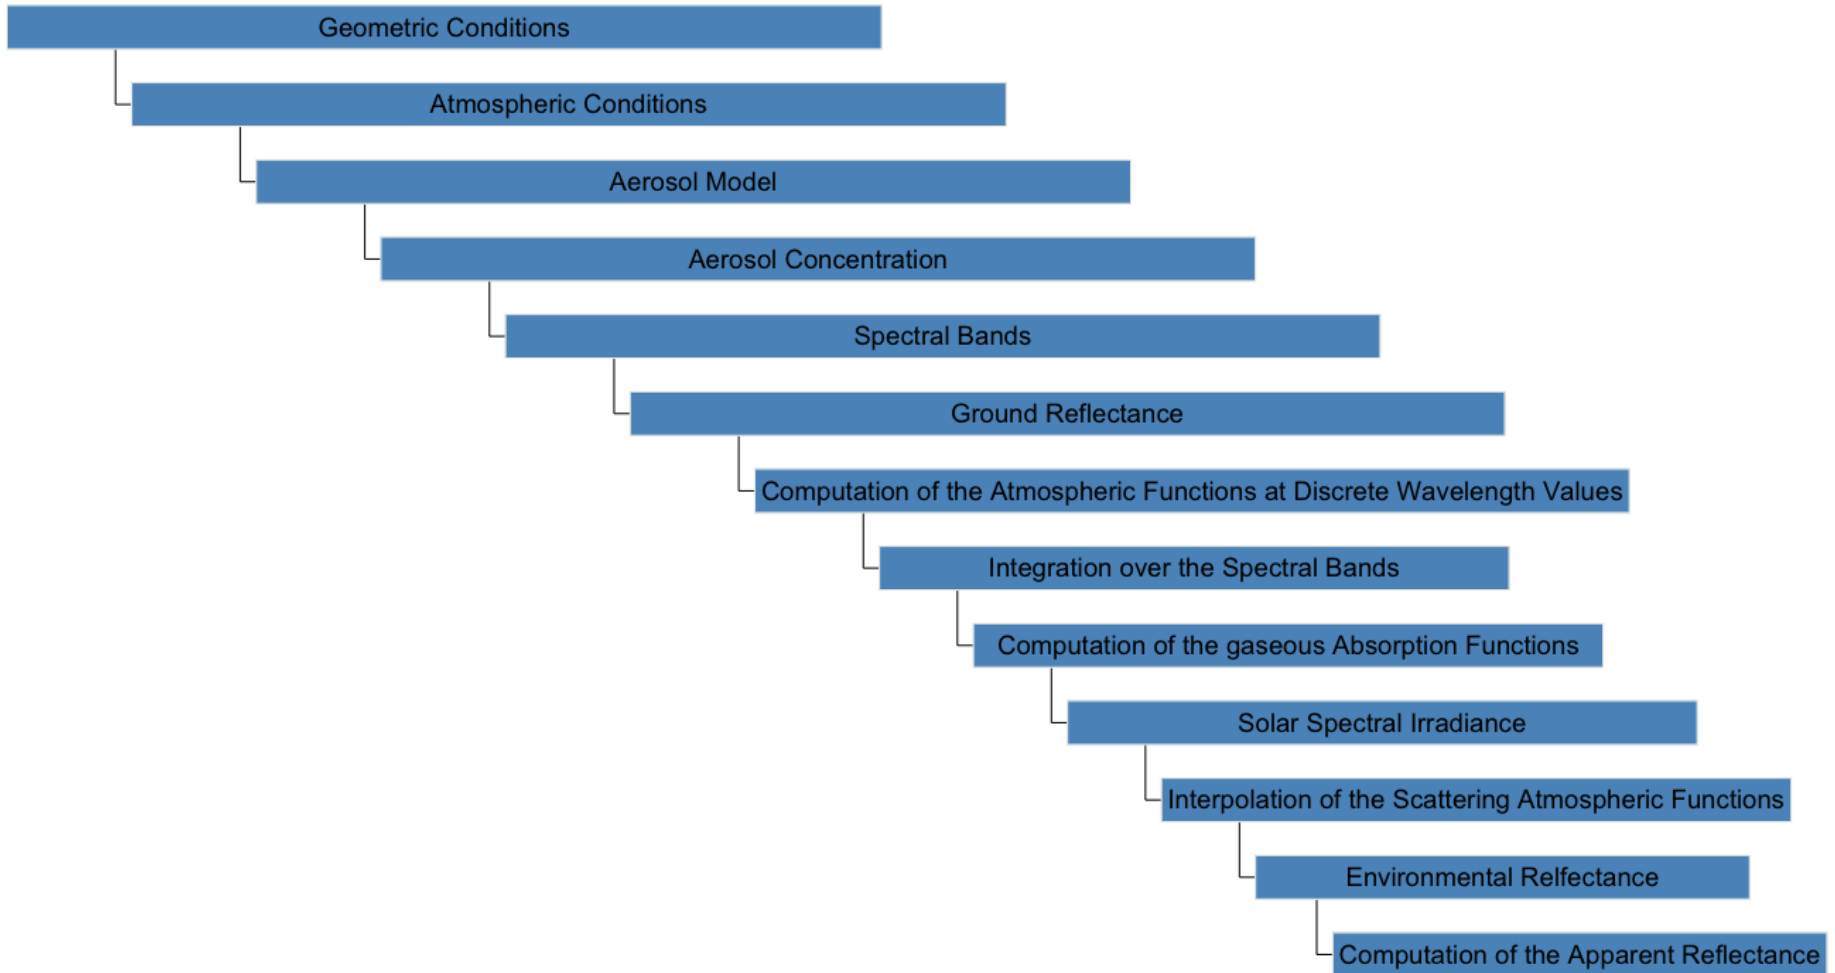 Geometric Conditions
Atmospheric Conditions
Aerosol Model
Aerosol Concentration
Spectral Bands
Ground Reflectance
Computation of the Atmospheric Functions at Discrete Wavelength Values
Integration over the Spectral Bands
Computation of the gaseous Absorption Functions
Solar Spectral Irradiance
Interpolation of the Scattering Atmospheric Functions
Environmental Relfectance
Computation of the Apparent Reflectance